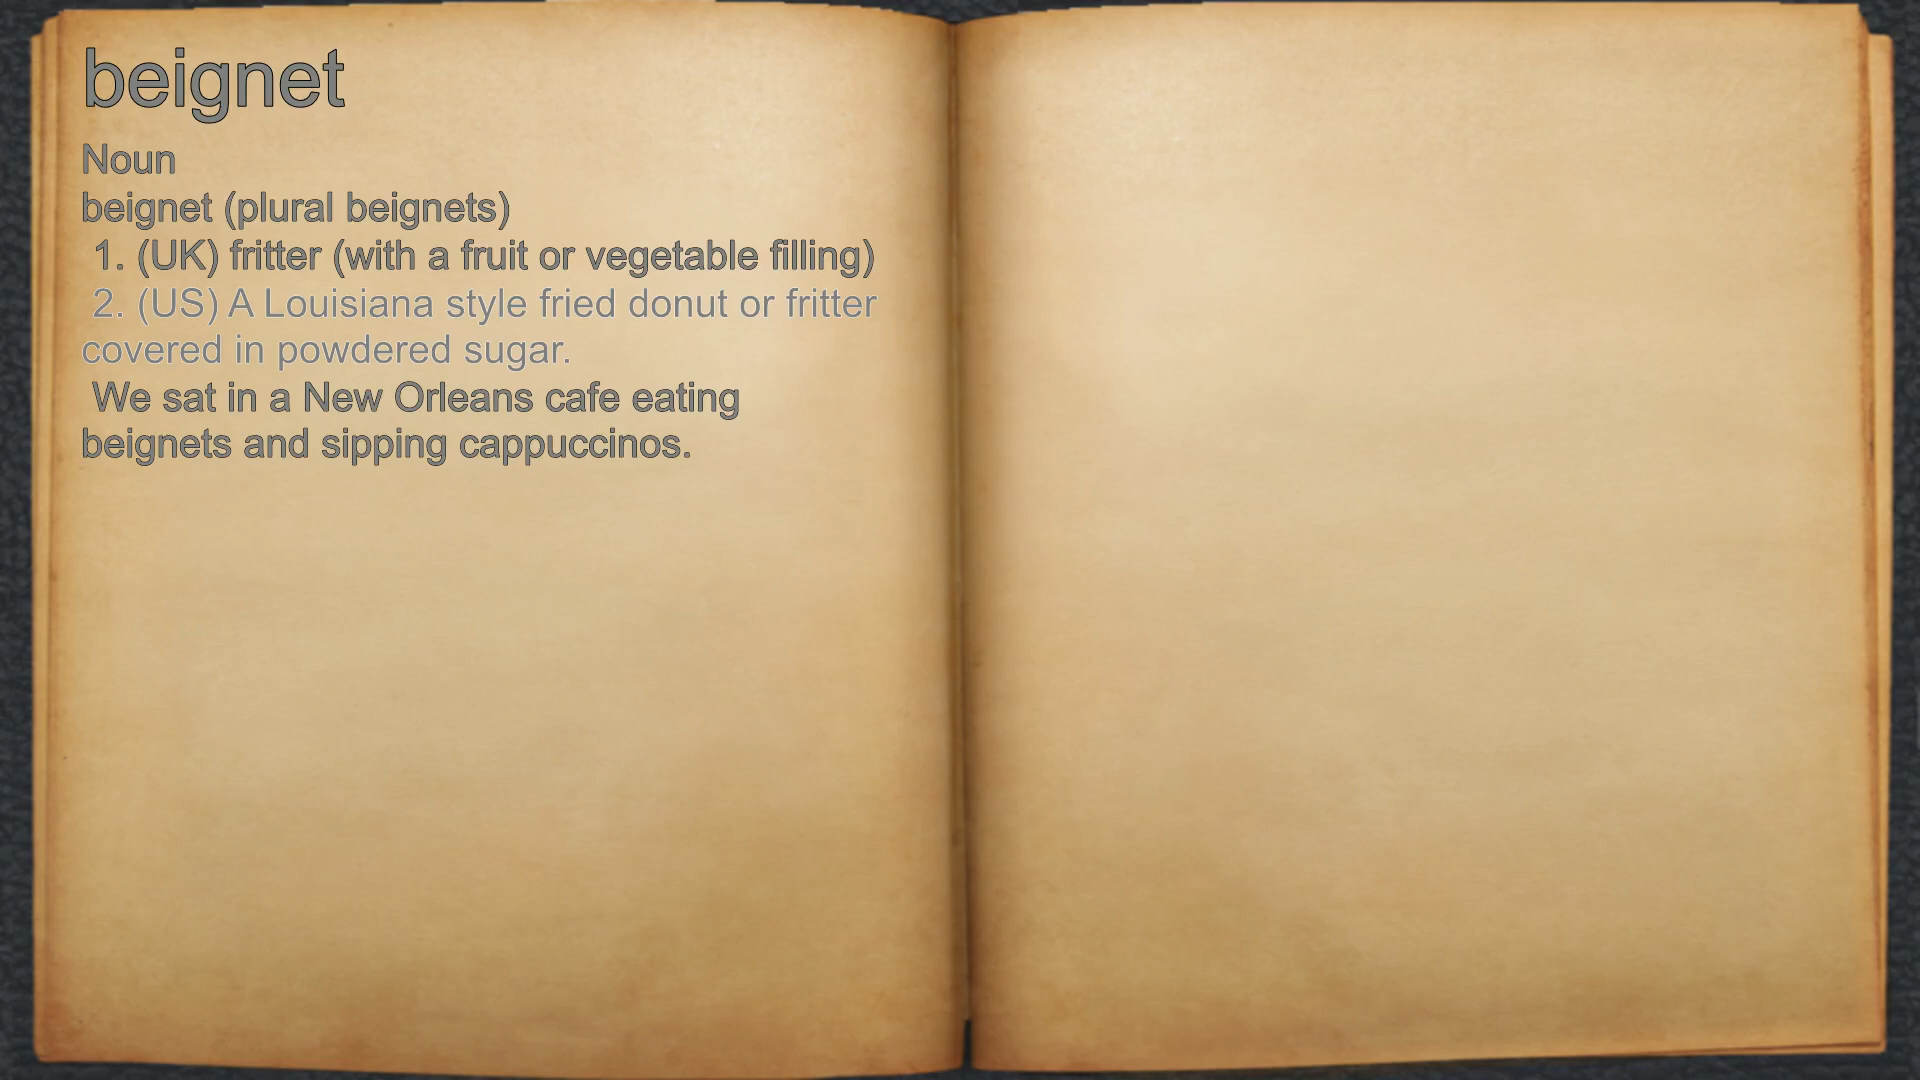 beignet
Noun
beignet (plural beignets)
1. (UK) fritter (with a fruit or vegetable filling)
2. (US) A Louisiana style fried donut or fritter
covered in powdered sugar.
We sat in a New Orleans cafe eating
beignets and sipping cappuccinos.